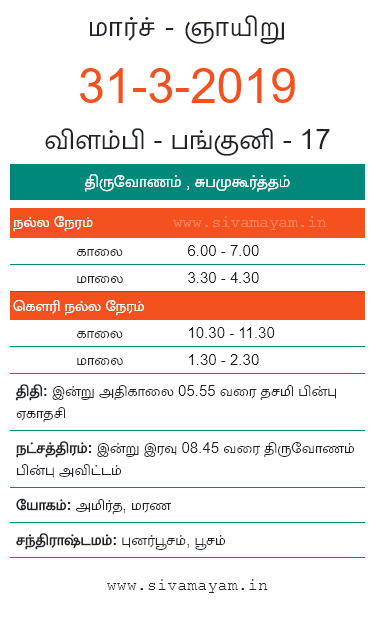 மார்ச் - ஞாயிறு
31-3-2019
விளம்பி - பங்குனி - 17
திருவோணம் , சுபமுகூர்த்தம்
நல்ல நேரம் www.sivamayam.in
காலை 6.00 - 7.00
மாலை 3.30 - 4.30
கௌரி நல்ல நேரம்
காலை 10.30 - 11.30
மாலை 1.30 - 2.30
திதி: இன்று அதிகாலை 05.55 வரை தசமி பின்பு
ஏகாதசி
நட்சத்திரம்: இன்று இரவு 08.45 வரை திருவோணம்
பின்பு அவிட்டம்
யோகம்: அமிர்த, மரண
சந்திராஷ்டமம்: புனர்பூசம், பூசம்
www.sivamayam.in